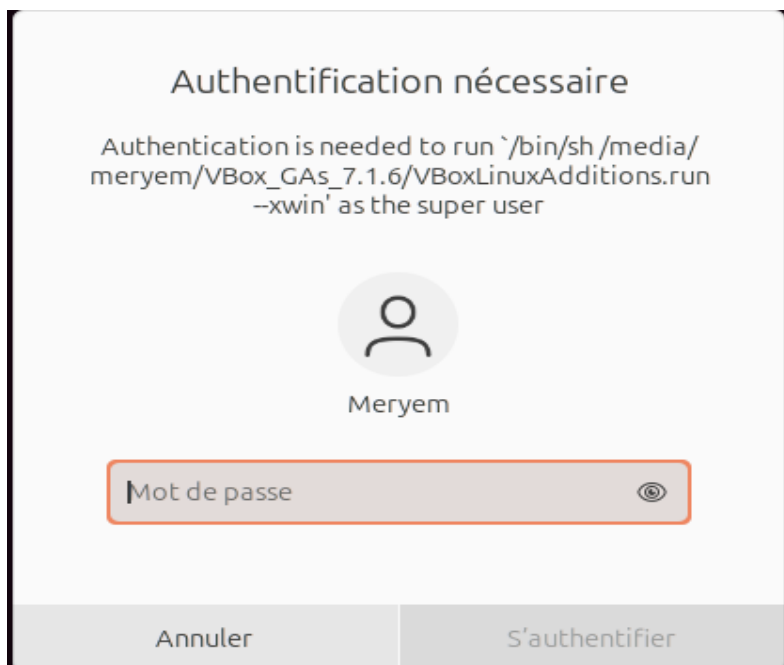 Authentification nécessaire
Authentication is needed to run `/bin/sh /media/
meryem/VBox_GAs_7.1.6/VBoxLinuxAdditions.run
--xwin' as the super user
Meryem
Mot de passe
Annuler
S'authentifier